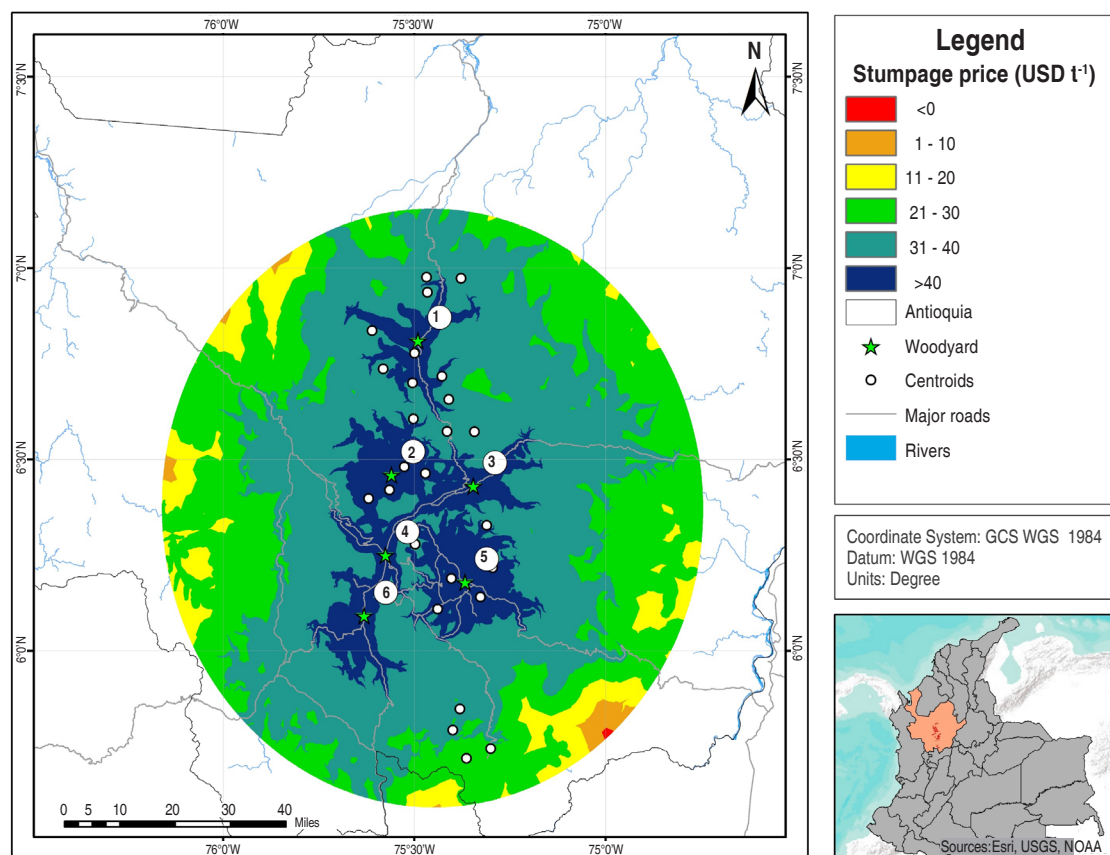 76°0'W 75°30'W 75°0'W
N
7°30'N 7°30'N
7°0'N 7°0'N
1
2
3
6°30'N 6°30'N
4
5
6
6°0'N 6°0'N
0 5 10 20 30 40
Miles
76°0'W 75°30'W 75°0'W
Legend
Stumpage price (USD t-1)
<0
1 - 10
11 - 20
21 - 30
31 - 40
>40
Antioquia
Woodyard
Centroids
Major roads
Rivers
Coordinate System: GCS WGS 1984
Datum: WGS 1984
Units: Degree
Sources:Esri, USGS, NOAA